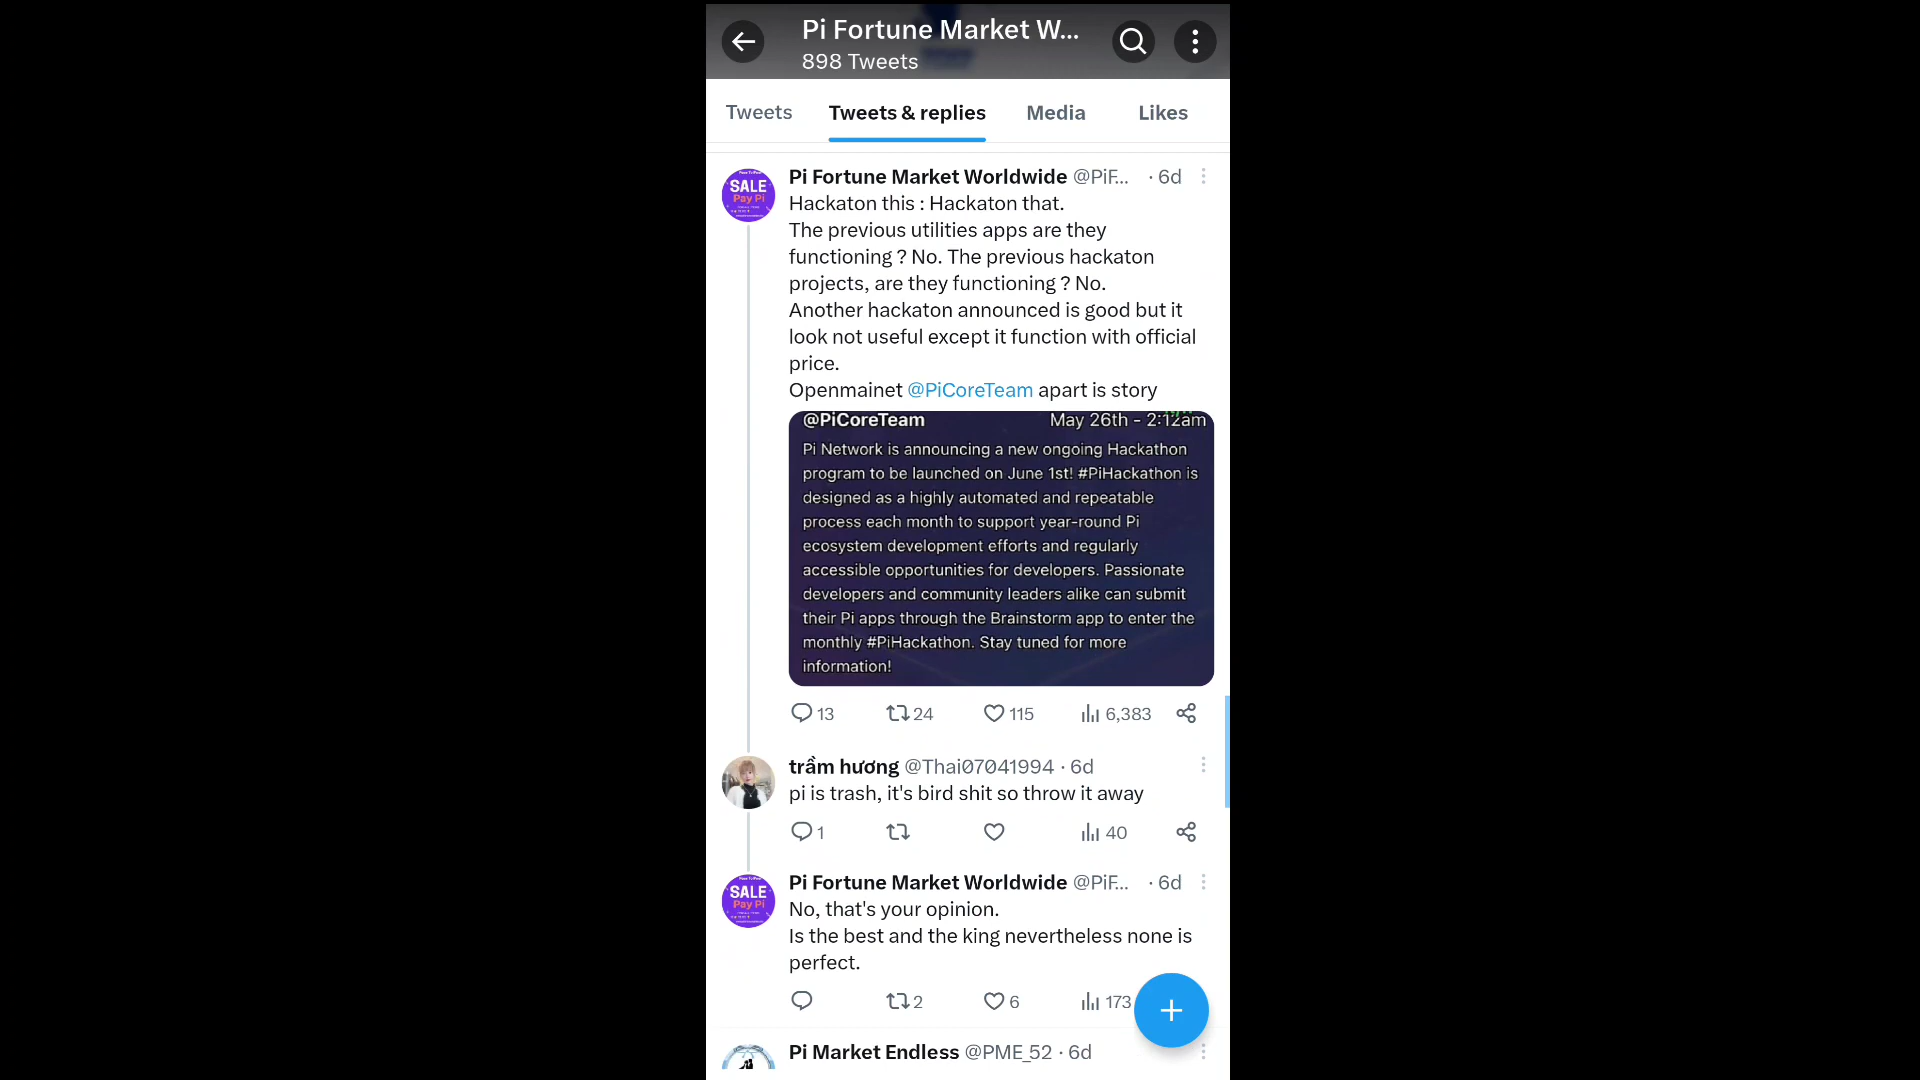 Pi Fortune Market W...
898 Tweets
Tweets
Tweets & replies
Media
Likes
Pi Fortune Market Worldwide @PiF... · 6d
SALE
Pay Pi
Hackaton this : Hackaton that.
The previous utilities apps are they
functioning ? No. The previous hackaton
projects, are they functioning ? No.
Another hackaton announced is good but it
look not useful except it function with official
price.
Openmainet @PiCoreTeam apart is story
@PiCoreTeam May 26th - 2:12am
Pi Network is announcing a new ongoing Hackathon
program to be launched on June 1st! #PiHackathon is
designed as a highly automated and repeatable
process each month to support year-round Pi
ecosystem development efforts and regularly
accessible opportunities for developers. Passionate
developers and community leaders alike can submit
their Pi apps through the Brainstorm app to enter the
monthly #PiHackathon. Stay tuned for more
information!
13 24 115 6,383
trầm hương @Thai07041994 · 6d
pi is trash, it's bird shit so throw it away
1 40
Pi Fortune Market Worldwide @PiF... · 6d
SALE
Pay Pi
No, that's your opinion.
Is the best and the king nevertheless none is
perfect.
2 6 173
Pi Market Endless @PME_52 · 6d